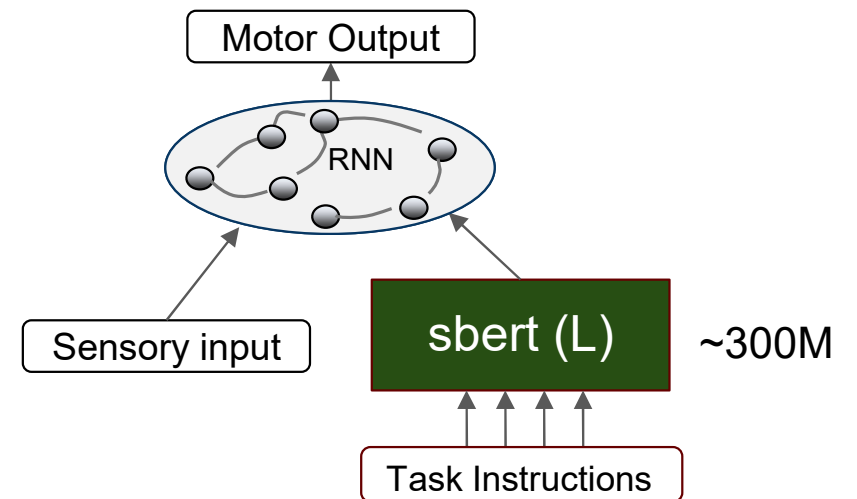 Motor Output
RNN
Sensory input
sbert (L)
~300M
Task Instructions